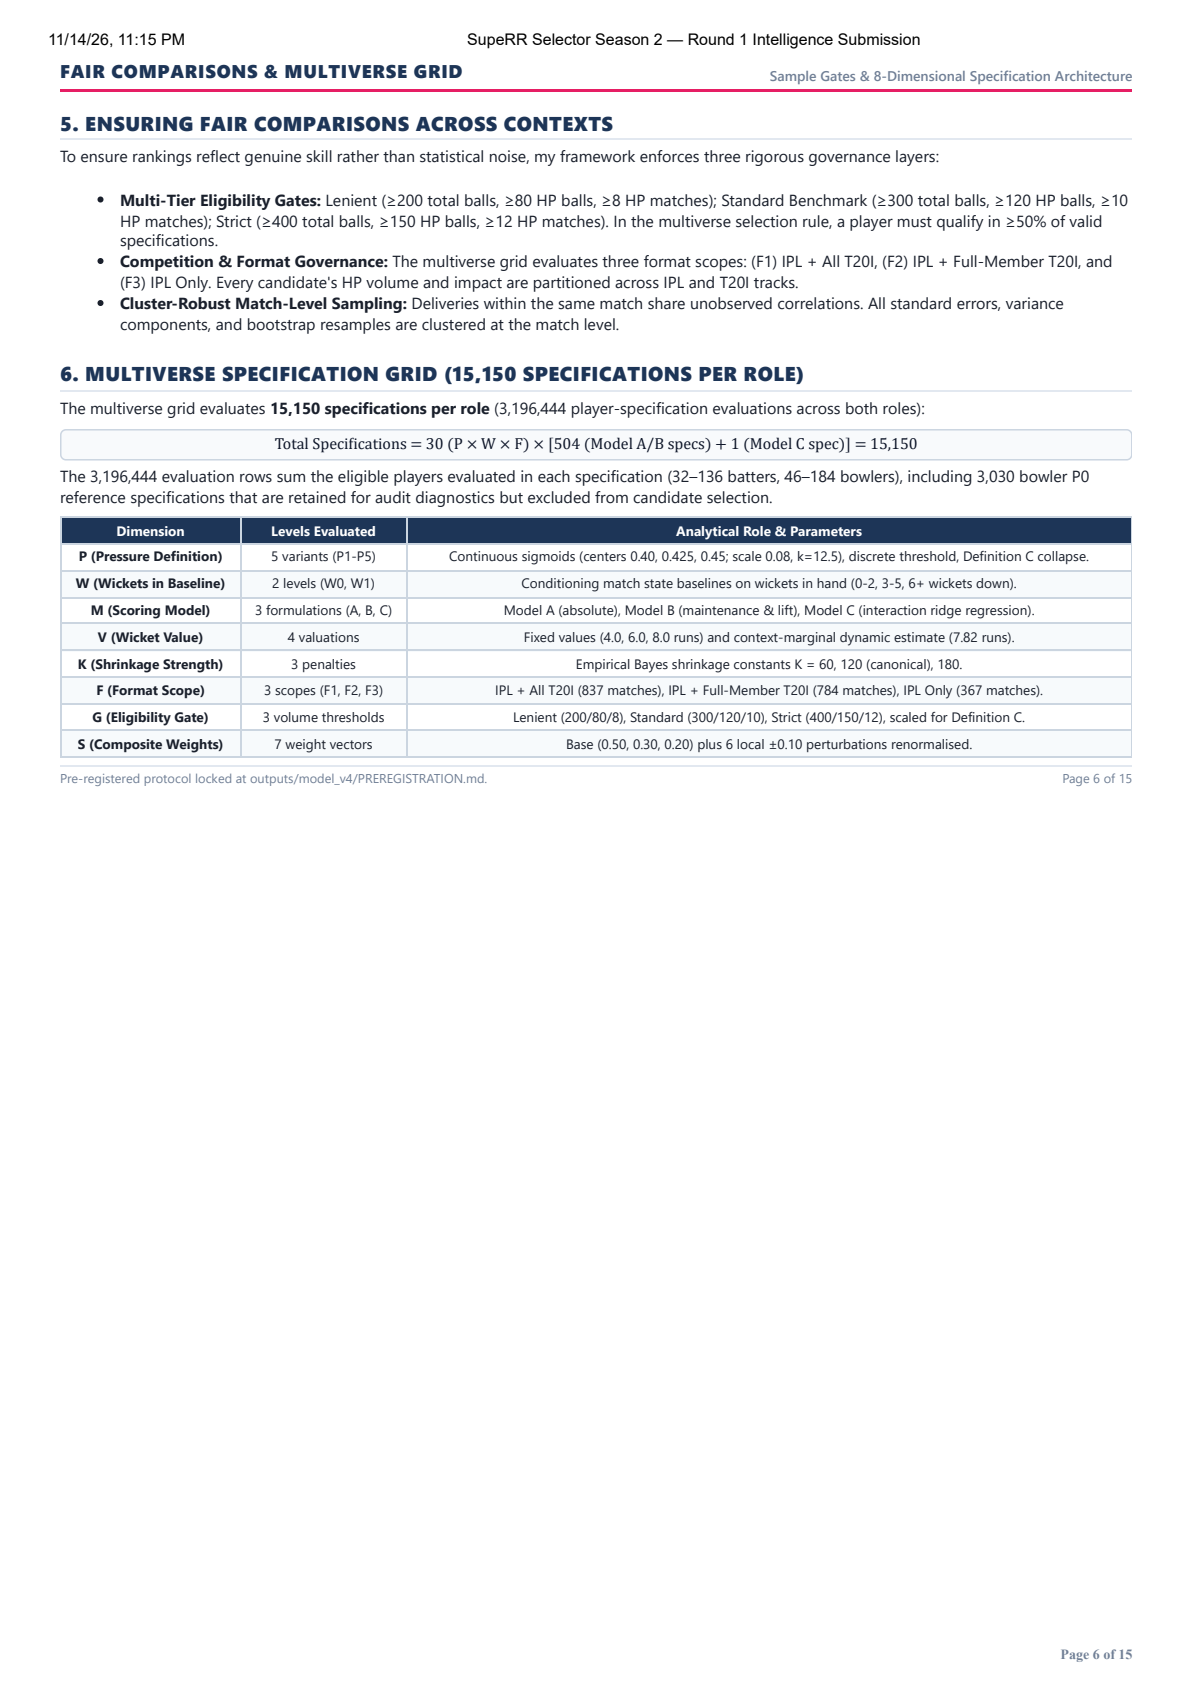 11/14/26, 11:15 PM SupeRR Selector Season 2 — Round 1 Intelligence Submission
FAIR COMPARISONS & MULTIVERSE GRID Sample Gates & 8-Dimensional Specification Architecture
5. ENSURING FAIR COMPARISONS ACROSS CONTEXTS
To ensure rankings reflect genuine skill rather than statistical noise, my framework enforces three rigorous governance layers:
• Multi-Tier Eligibility Gates: Lenient (≥200 total balls, ≥80 HP balls, ≥8 HP matches); Standard Benchmark (≥300 total balls, ≥120 HP balls, ≥10
HP matches); Strict (≥400 total balls, ≥150 HP balls, ≥12 HP matches). In the multiverse selection rule, a player must qualify in ≥50% of valid
specifications.
• Competition & Format Governance: The multiverse grid evaluates three format scopes: (F1) IPL + All T20I, (F2) IPL + Full-Member T20I, and
(F3) IPL Only. Every candidate's HP volume and impact are partitioned across IPL and T20I tracks.
• Cluster-Robust Match-Level Sampling: Deliveries within the same match share unobserved correlations. All standard errors, variance
components, and bootstrap resamples are clustered at the match level.
6. MULTIVERSE SPECIFICATION GRID (15,150 SPECIFICATIONS PER ROLE)
The multiverse grid evaluates 15,150 specifications per role (3,196,444 player-specification evaluations across both roles):
Total Specifications = 30 (P × W × F) × [504 (Model A/B specs) + 1 (Model C spec)] = 15,150
The 3,196,444 evaluation rows sum the eligible players evaluated in each specification (32–136 batters, 46–184 bowlers), including 3,030 bowler P0
reference specifications that are retained for audit diagnostics but excluded from candidate selection.
Dimension Levels Evaluated Analytical Role & Parameters
P (Pressure Definition) 5 variants (P1-P5) Continuous sigmoids (centers 0.40, 0.425, 0.45; scale 0.08, k=12.5), discrete threshold, Definition C collapse.
W (Wickets in Baseline) 2 levels (W0, W1) Conditioning match state baselines on wickets in hand (0-2, 3-5, 6+ wickets down).
M (Scoring Model) 3 formulations (A, B, C) Model A (absolute), Model B (maintenance & lift), Model C (interaction ridge regression).
V (Wicket Value) 4 valuations Fixed values (4.0, 6.0, 8.0 runs) and context-marginal dynamic estimate (7.82 runs).
K (Shrinkage Strength) 3 penalties Empirical Bayes shrinkage constants K = 60, 120 (canonical), 180.
F (Format Scope) 3 scopes (F1, F2, F3) IPL + All T20I (837 matches), IPL + Full-Member T20I (784 matches), IPL Only (367 matches).
G (Eligibility Gate) 3 volume thresholds Lenient (200/80/8), Standard (300/120/10), Strict (400/150/12), scaled for Definition C.
S (Composite Weights) 7 weight vectors Base (0.50, 0.30, 0.20) plus 6 local ±0.10 perturbations renormalised.
Pre-registered protocol locked at outputs/model_v4/PREREGISTRATION.md. Page 6 of 15
Page 6 of 15